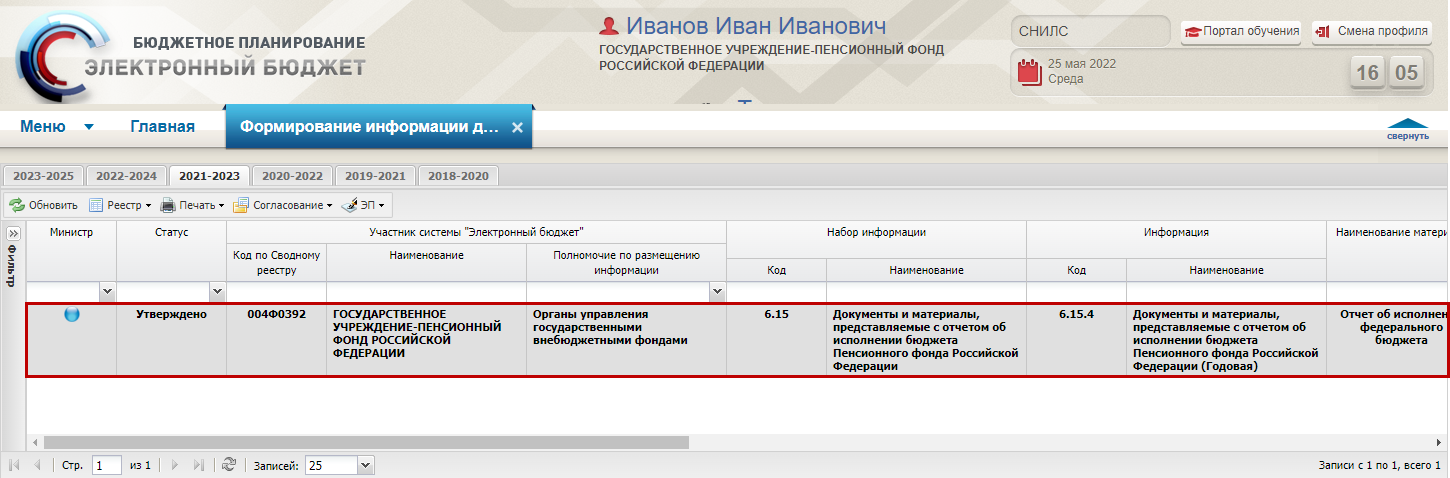 БЮДЖЕТНОЕ ПЛАНИРОВАНИЕ
ЭЛЕКТРОННЫЙ БЮДЖЕТ
Иванов Иван Иванович
ГОСУДАРСТВЕННОЕ УЧРЕЖДЕНИЕ-ПЕНСИОННЫЙ ФОНД
РОССИЙСКОЙ ФЕДЕРАЦИИ
СНИЛС
Портал обучения
Смена профиля
25 мая 2022
Среда
16 05
Меню
Главная
Формирование информации д...
свернуть
2023-2025
2022-2024
2021-2023
2020-2022
2019-2021
2018-2020
Обновить
Реестр
Печать
Согласование
ЭП
Фильтр
Министр
Статус
Участник системы "Электронный бюджет"
Набор информации
Информация
Наименование матери
Код по Сводному
реестру
Наименование
Полномочие по размещению
информации
Код
Наименование
Код
Наименование
Утверждено
004Ф0392
ГОСУДАРСТВЕННОЕ
УЧРЕЖДЕНИЕ-ПЕНСИОННЫЙ
ФОНД РОССИЙСКОЙ
ФЕДЕРАЦИИ
Органы управления
государственными
внебюджетными фондами
6.15
Документы и материалы,
представляемые с отчетом об
исполнении бюджета
Пенсионного фонда Российской
Федерации
6.15.4
Документы и материалы,
представляемые с отчетом об
исполнении бюджета
Пенсионного фонда Российской
Федерации (Годовая)
Отчет об исполнен
федерального
бюджета
Стр. 1 из 1
Записей: 25
Записи с 1 по 1, всего 1